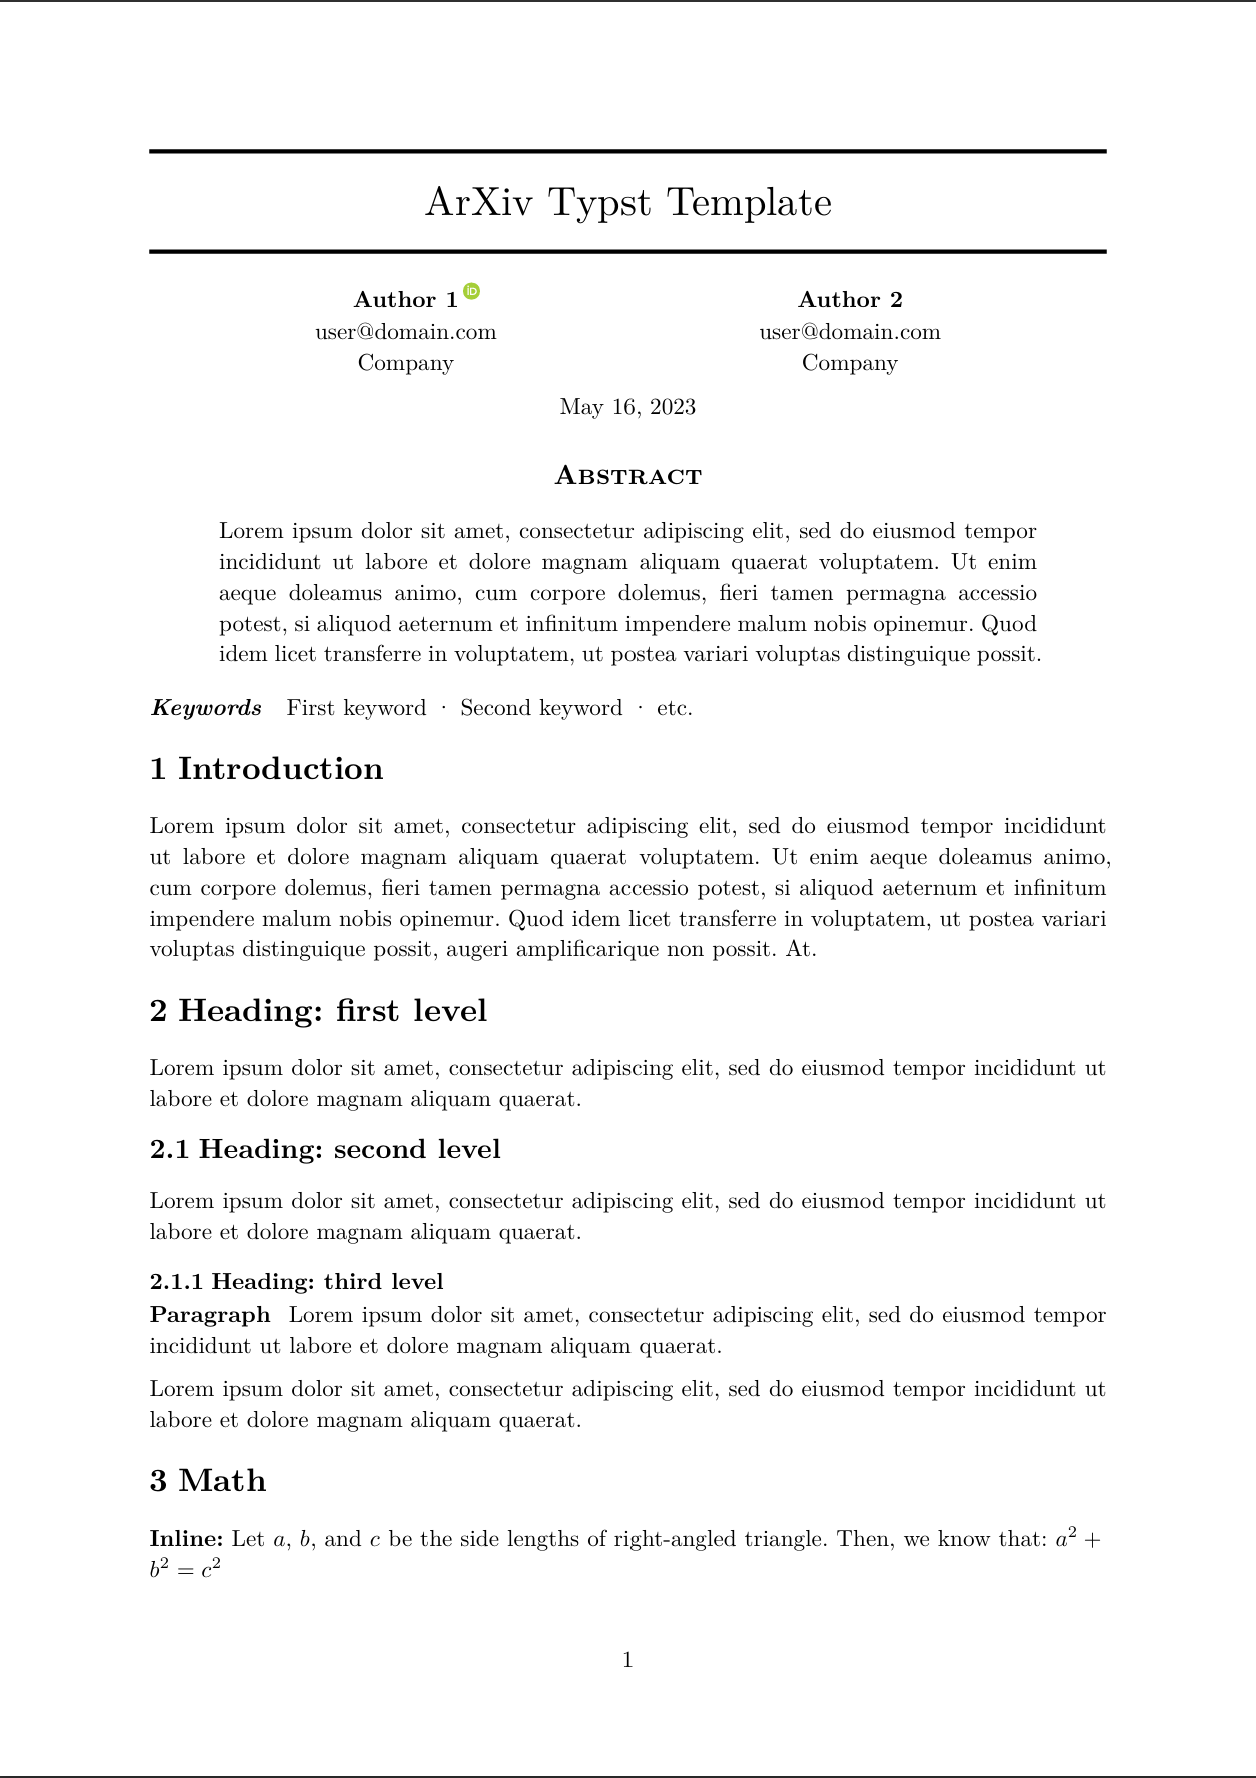 ArXiv Typst Template
Author 1 iD
user@domain.com
Company
Author 2
user@domain.com
Company
May 16, 2023
Abstract
Lorem ipsum dolor sit amet, consectetur adipiscing elit, sed do eiusmod tempor
incididunt ut labore et dolore magnam aliquam quaerat voluptatem. Ut enim
aeque doleamus animo, cum corpore dolemus, fieri tamen permagna accessio
potest, si aliquod aeternum et infinitum impendere malum nobis opinemur. Quod
idem licet transferre in voluptatem, ut postea variari voluptas distinguique possit.
Keywords First keyword · Second keyword · etc.
1 Introduction
Lorem ipsum dolor sit amet, consectetur adipiscing elit, sed do eiusmod tempor incididunt
ut labore et dolore magnam aliquam quaerat voluptatem. Ut enim aeque doleamus animo,
cum corpore dolemus, fieri tamen permagna accessio potest, si aliquod aeternum et infinitum
impendere malum nobis opinemur. Quod idem licet transferre in voluptatem, ut postea variari
voluptas distinguique possit, augeri amplificarique non possit. At.
2 Heading: first level
Lorem ipsum dolor sit amet, consectetur adipiscing elit, sed do eiusmod tempor incididunt ut
labore et dolore magnam aliquam quaerat.
2.1 Heading: second level
Lorem ipsum dolor sit amet, consectetur adipiscing elit, sed do eiusmod tempor incididunt ut
labore et dolore magnam aliquam quaerat.
2.1.1 Heading: third level
Paragraph Lorem ipsum dolor sit amet, consectetur adipiscing elit, sed do eiusmod tempor
incididunt ut labore et dolore magnam aliquam quaerat.
Lorem ipsum dolor sit amet, consectetur adipiscing elit, sed do eiusmod tempor incididunt ut
labore et dolore magnam aliquam quaerat.
3 Math
Inline: Let a, b, and c be the side lengths of right-angled triangle. Then, we know that: a² +
b² = c²
1